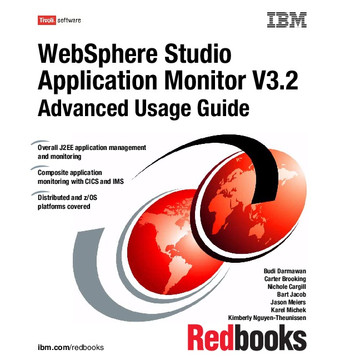 Tivoli software
IBM
WebSphere Studio
Application Monitor V3.2
Advanced Usage Guide
Overall J2EE application management
and monitoring
Composite application
monitoring with CICS and IMS
Distributed and z/OS
platforms covered
Budi Darmawan
Carter Brooking
Nichole Cargill
Bart Jacob
Jason Meiers
Karol Michek
Kimberly Nguyen-Theunissen
ibm.com/redbooks
Redbooks